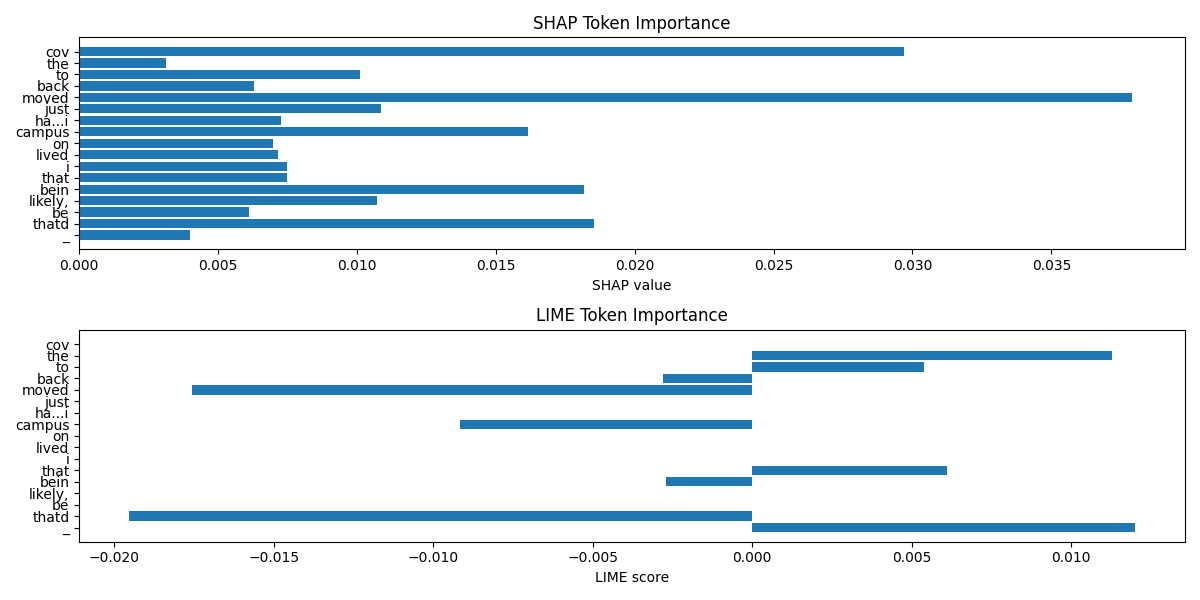 SHAP Token Importance
cov
the
to
back
moved
just
ha...i
campus
on
lived
i
that
bein
likely,
be
thatd
_
0.000 0.005 0.010 0.015 0.020 0.025 0.030 0.035
SHAP value
LIME Token Importance
cov
the
to
back
moved
just
ha...i
campus
on
lived
i
that
bein
likely,
be
thatd
_
−0.020 −0.015 −0.010 −0.005 0.000 0.005 0.010
LIME score